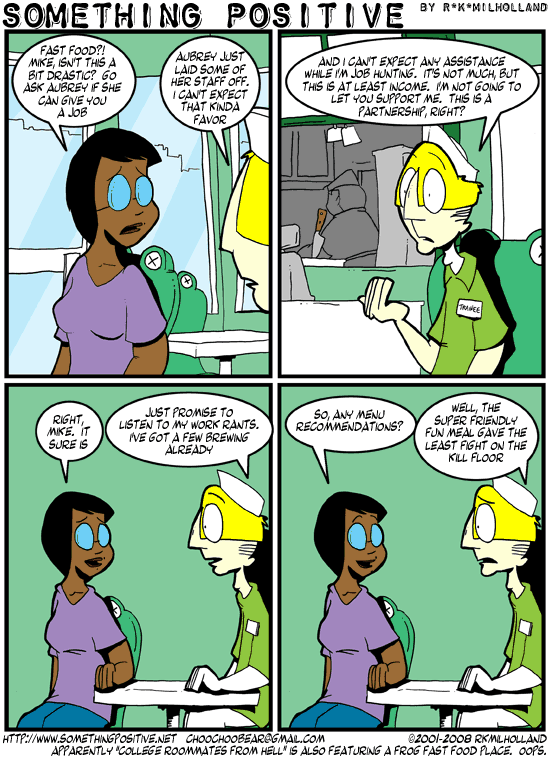 SOMETHING POSITIVE BY R*K*MILHOLLAND
FAST FOOD?!
MIKE, ISN'T THIS A
BIT DRASTIC? GO
ASK AUBREY IF SHE
CAN GIVE YOU
A JOB
AUBREY JUST
LAID SOME OF
HER STAFF OFF.
I CAN'T EXPECT
THAT KINDA
FAVOR
AND I CAN'T EXPECT ANY ASSISTANCE
WHILE I'M JOB HUNTING. IT'S NOT MUCH, BUT
THIS IS AT LEAST INCOME. I'M NOT GOING TO
LET YOU SUPPORT ME. THIS IS A
PARTNERSHIP, RIGHT?
TRAINEE
RIGHT,
MIKE. IT
SURE IS
JUST PROMISE TO
LISTEN TO MY WORK RANTS.
I'VE GOT A FEW BREWING
ALREADY
SO, ANY MENU
RECOMMENDATIONS?
WELL, THE
SUPER FRIENDLY
FUN MEAL GAVE THE
LEAST FIGHT ON THE
KILL FLOOR
HTTP://WWW.SOMETHINGPOSITIVE.NET CHOOCHOOBEAR@GMAIL.COM ©2001-2008 RKMILHOLLAND
APPARENTLY "COLLEGE ROOMMATES FROM HELL" IS ALSO FEATURING A FROG FAST FOOD PLACE. OOPS.